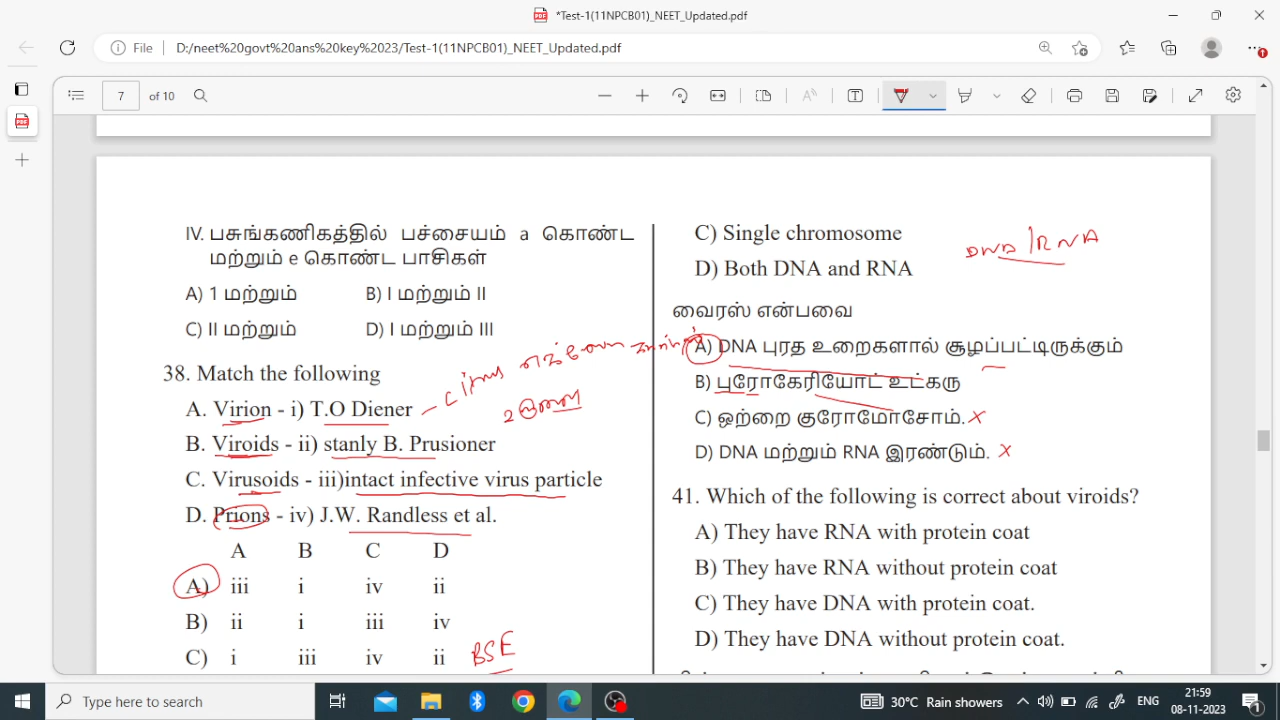 *Test-1(11NPCB01)_NEET_Updated.pdf
File
D:/neet%20govt%20ans%20key%2023/Test-1(11NPCB01)_NEET_Updated.pdf
7 of 10
IV. பசுங்கணிகத்தில் பச்சையம் a கொண்ட
மற்றும் e கொண்ட பாசிகள்
A) 1 மற்றும் B) I மற்றும் II
C) II மற்றும் D) I மற்றும் III
38. Match the following
A. Virion - i) T.O Diener
B. Viroids - ii) stanly B. Prusioner
C. Virusoids - iii)intact infective virus particle
D. Prions - iv) J.W. Randless et al.
A B C D
A) iii i iv ii
B) ii i iii iv
C) i iii iv ii
BSE
C) Single chromosome
DNA/RNA
D) Both DNA and RNA
வைரஸ் என்பவை
A) DNA புரத உறைகளால் சூழப்பட்டிருக்கும்
B) புரோகேரியோட் உட்கரு
C) ஒற்றை குரோமோசோம். x
D) DNA மற்றும் RNA இரண்டும். x
41. Which of the following is correct about viroids?
A) They have RNA with protein coat
B) They have RNA without protein coat
C) They have DNA with protein coat.
D) They have DNA without protein coat.
Type here to search
30°C Rain showers
ENG
21:59
08-11-2023
1